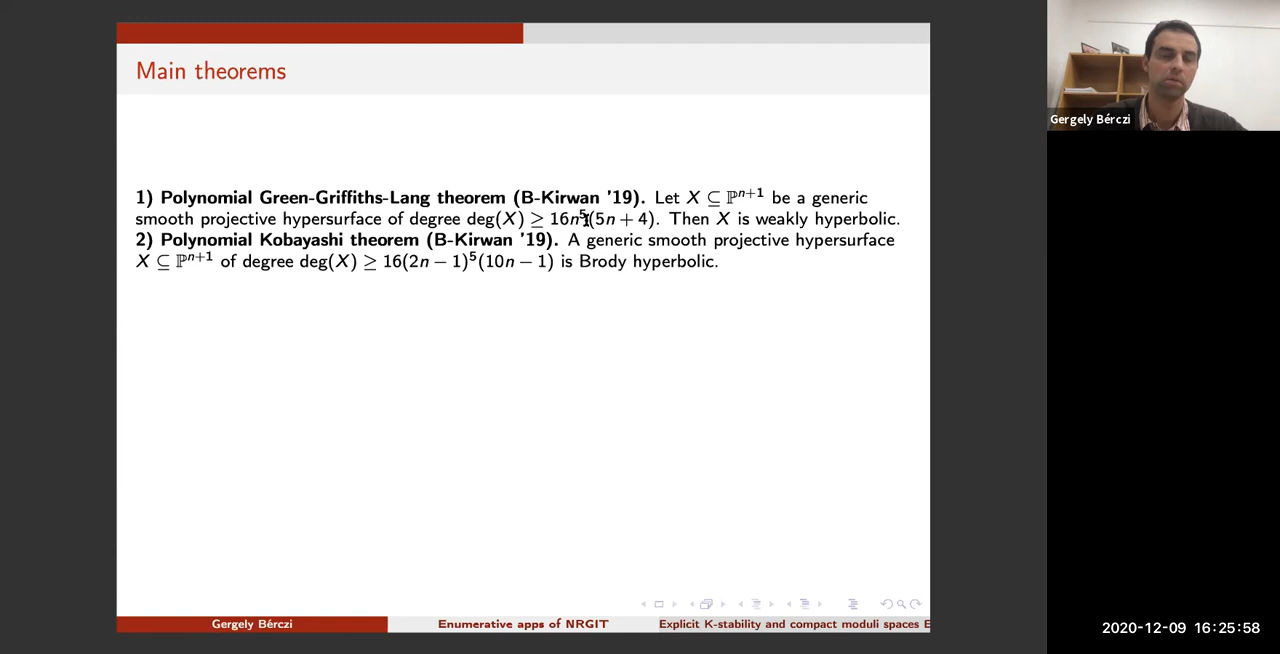 Main theorems
1) Polynomial Green-Griffiths-Lang theorem (B-Kirwan '19). Let X ⊆ ℙⁿ⁺¹ be a generic
smooth projective hypersurface of degree deg(X) ≥ 16n⁵(5n + 4). Then X is weakly hyperbolic.
2) Polynomial Kobayashi theorem (B-Kirwan '19). A generic smooth projective hypersurface
X ⊆ ℙⁿ⁺¹ of degree deg(X) ≥ 16(2n − 1)⁵(10n − 1) is Brody hyperbolic.
Gergely Bérczi
Enumerative apps of NRGIT
Explicit K-stability and compact moduli spaces E
Gergely Bérczi
2020-12-09 16:25:58